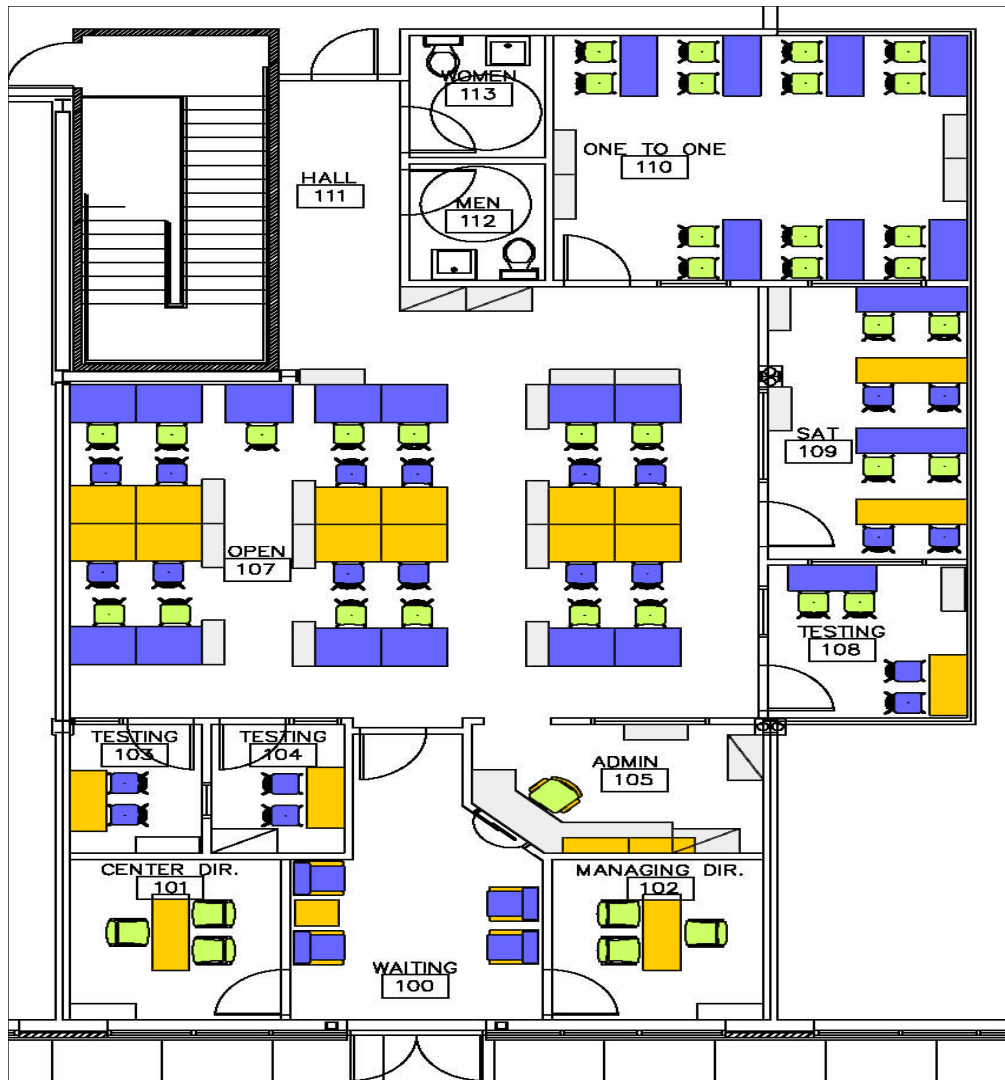 WOMEN
113
ONE TO ONE
110
HALL
111
MEN
112
SAT
109
OPEN
107
TESTING
108
TESTING
103
TESTING
104
ADMIN
105
CENTER DIR.
101
MANAGING DIR.
102
WAITING
100